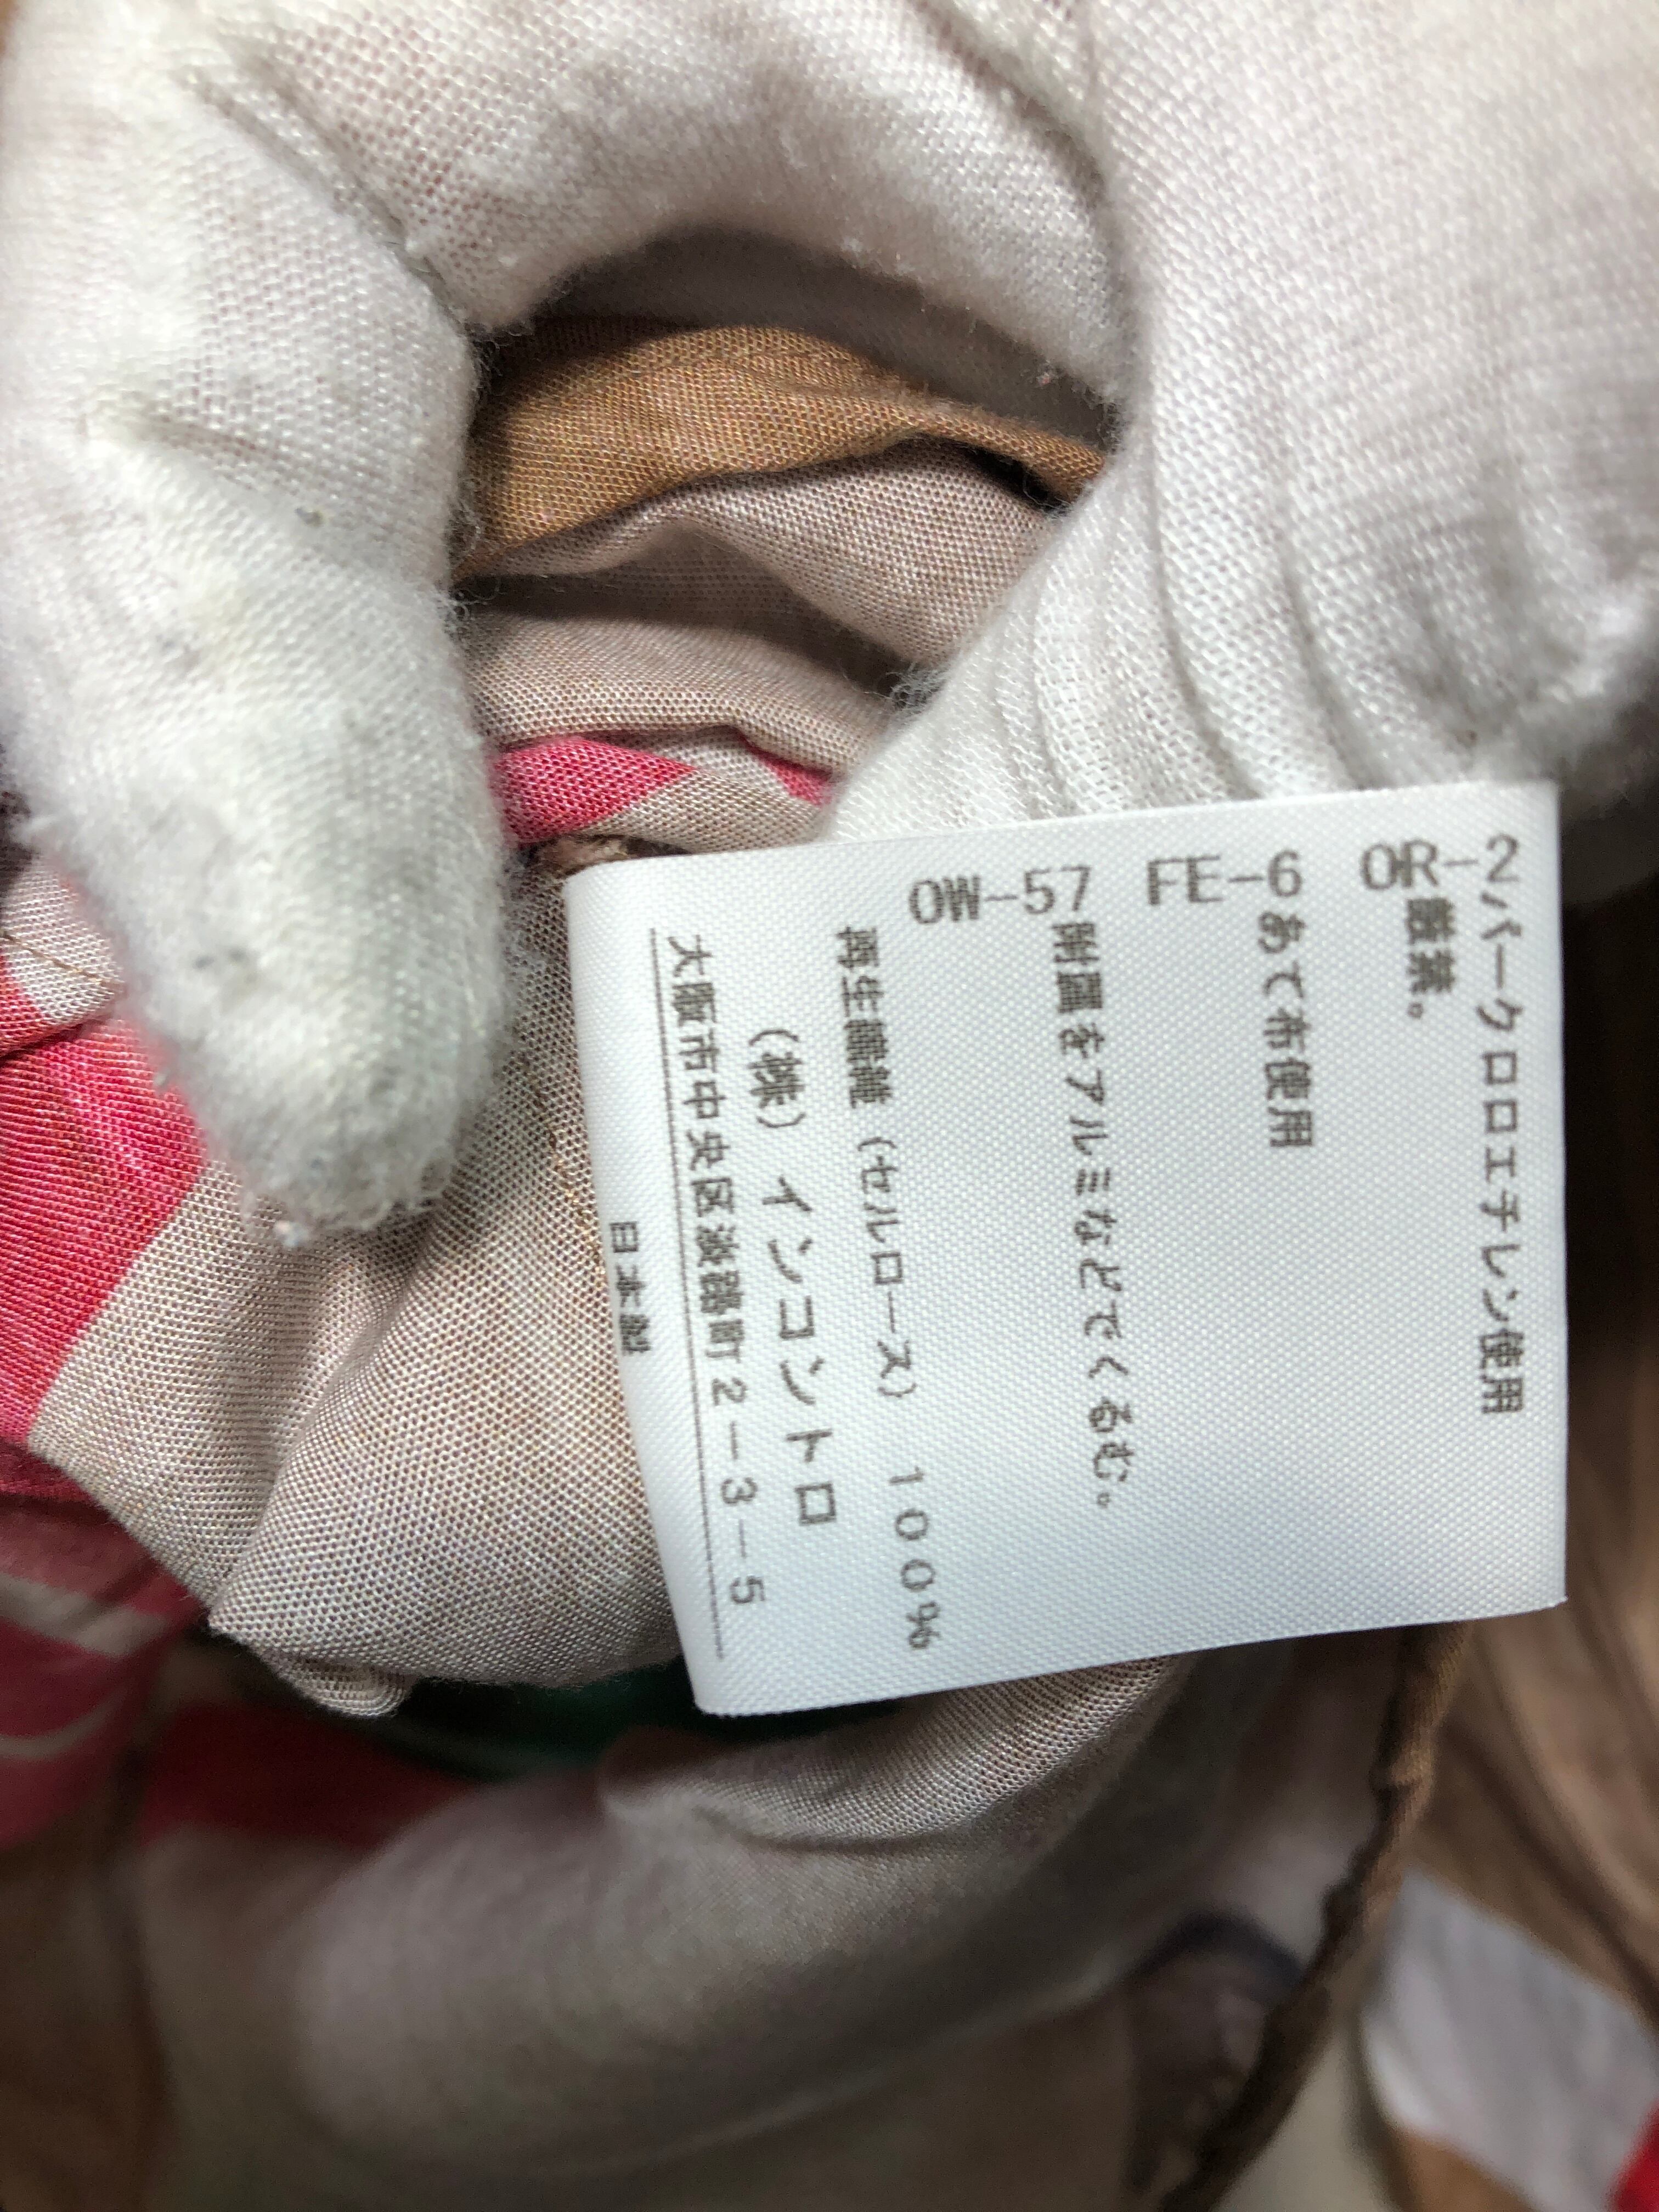 パークロロエチレン使用
厳禁。
あて布使用
附属をアルミなどでくるむ。
再生繊維（セルロース） 100%
（株）インコントロ
大阪市中央区淡路町2-3-5
日本製
OW-57 FE-6 OR-2